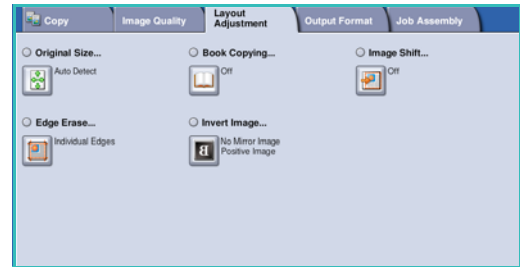 Copy
Image Quality
Layout
Adjustment
Output Format
Job Assembly
Original Size...
Auto Detect
Book Copying...
Off
Image Shift...
Off
Edge Erase...
Individual Edges
Invert Image...
No Mirror Image
Positive Image
B